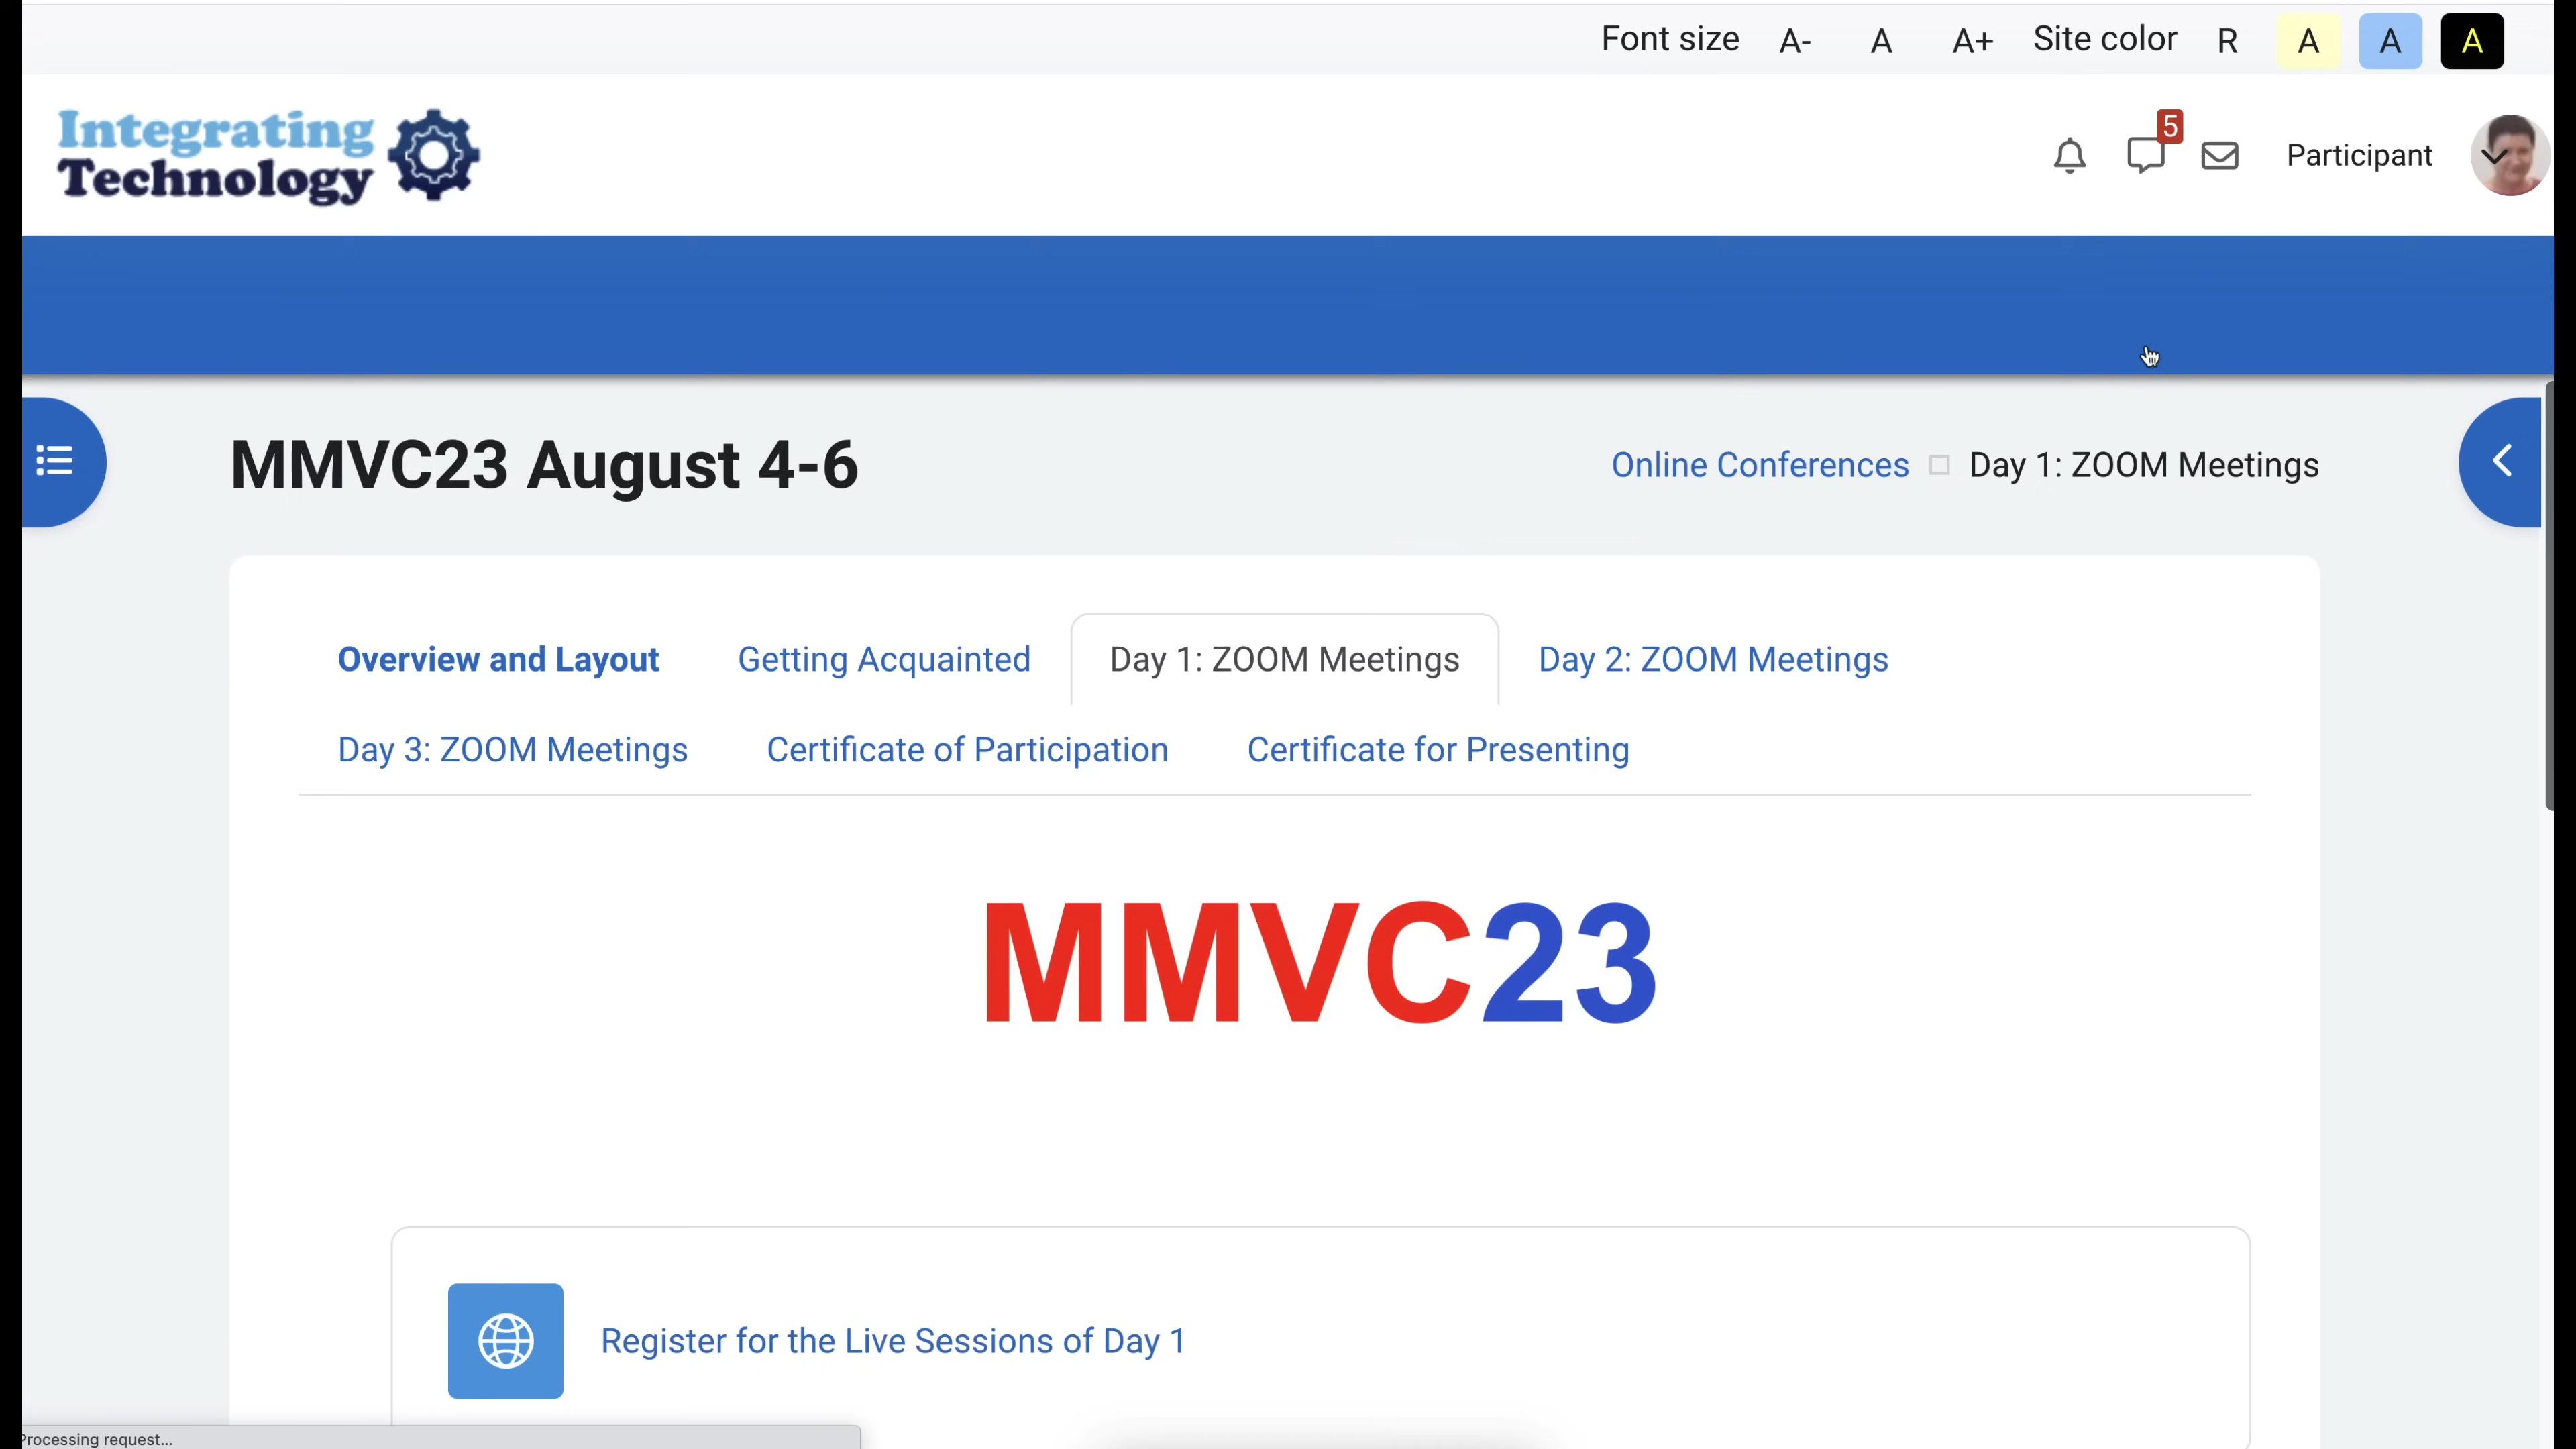 Font size A- A A+ Site color R A A A
Integrating
Technology
5
Participant
MMVC23 August 4-6
Online Conferences Day 1: ZOOM Meetings
Overview and Layout Getting Acquainted Day 1: ZOOM Meetings Day 2: ZOOM Meetings
Day 3: ZOOM Meetings Certificate of Participation Certificate for Presenting
MMVC23
Register for the Live Sessions of Day 1
Processing request...